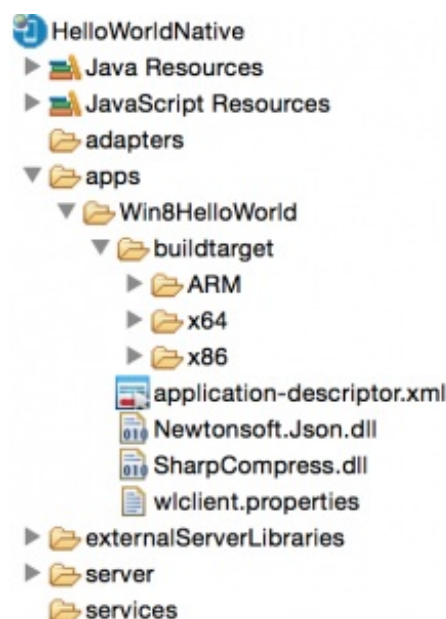 HelloWorldNative
Java Resources
JavaScript Resources
adapters
apps
Win8HelloWorld
buildtarget
ARM
x64
x86
application-descriptor.xml
Newtonsoft.Json.dll
SharpCompress.dll
wlclient.properties
externalServerLibraries
server
services